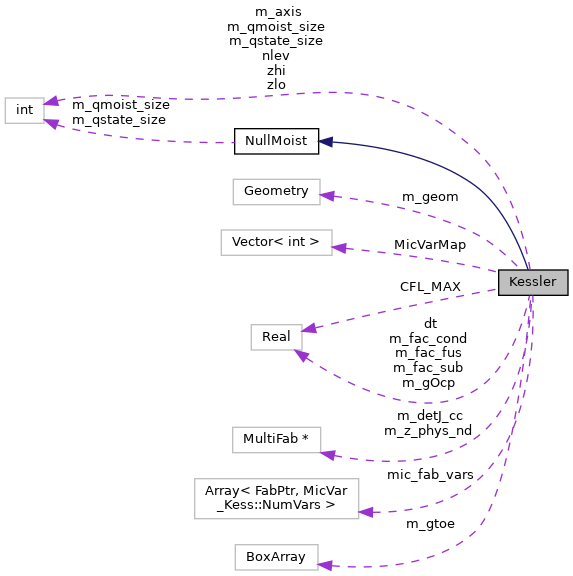 m_axis
m_qmoist_size
m_qstate_size
nlev
zhi
zlo
int
m_qmoist_size
m_qstate_size
NullMoist
Geometry
m_geom
Vector< int >
MicVarMap
Kessler
CFL_MAX
Real
dt
m_fac_cond
m_fac_fus
m_fac_sub
m_gOcp
MultiFab *
m_detJ_cc
m_z_phys_nd
Array< FabPtr, MicVar
_Kess::NumVars >
mic_fab_vars
m_gtoe
BoxArray